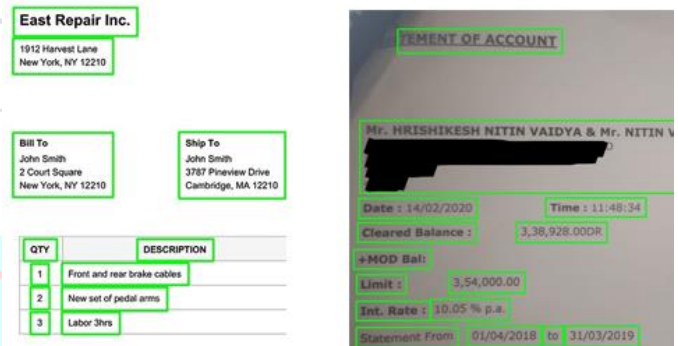 East Repair Inc.
1912 Harvest Lane
New York, NY 12210
Bill To
John Smith
2 Court Square
New York, NY 12210
Ship To
John Smith
3787 Pineview Drive
Cambridge, MA 12210
QTY DESCRIPTION
1 Front and rear brake cables
2 New set of pedal arms
3 Labor 3hrs
TEMENT OF ACCOUNT
Mr. HRISHIKESH NITIN VAIDYA & Mr. NITIN V
Date : 14/02/2020 Time : 11:48:34
Cleared Balance : 3,38,928.00DR
+MOD Bal:
Limit : 3,54,000.00
Int. Rate : 10.05 % p.a.
Statement From 01/04/2018 to 31/03/2019